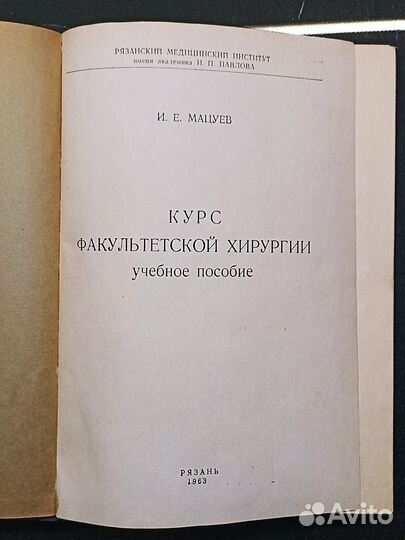 РЯЗАНСКИЙ МЕДИЦИНСКИЙ ИНСТИТУТ
имени академика И. П. ПАВЛОВА
И. Е. МАЦУЕВ
КУРС
ФАКУЛЬТЕТСКОЙ ХИРУРГИИ
учебное пособие
РЯЗАНЬ
1963
Avito